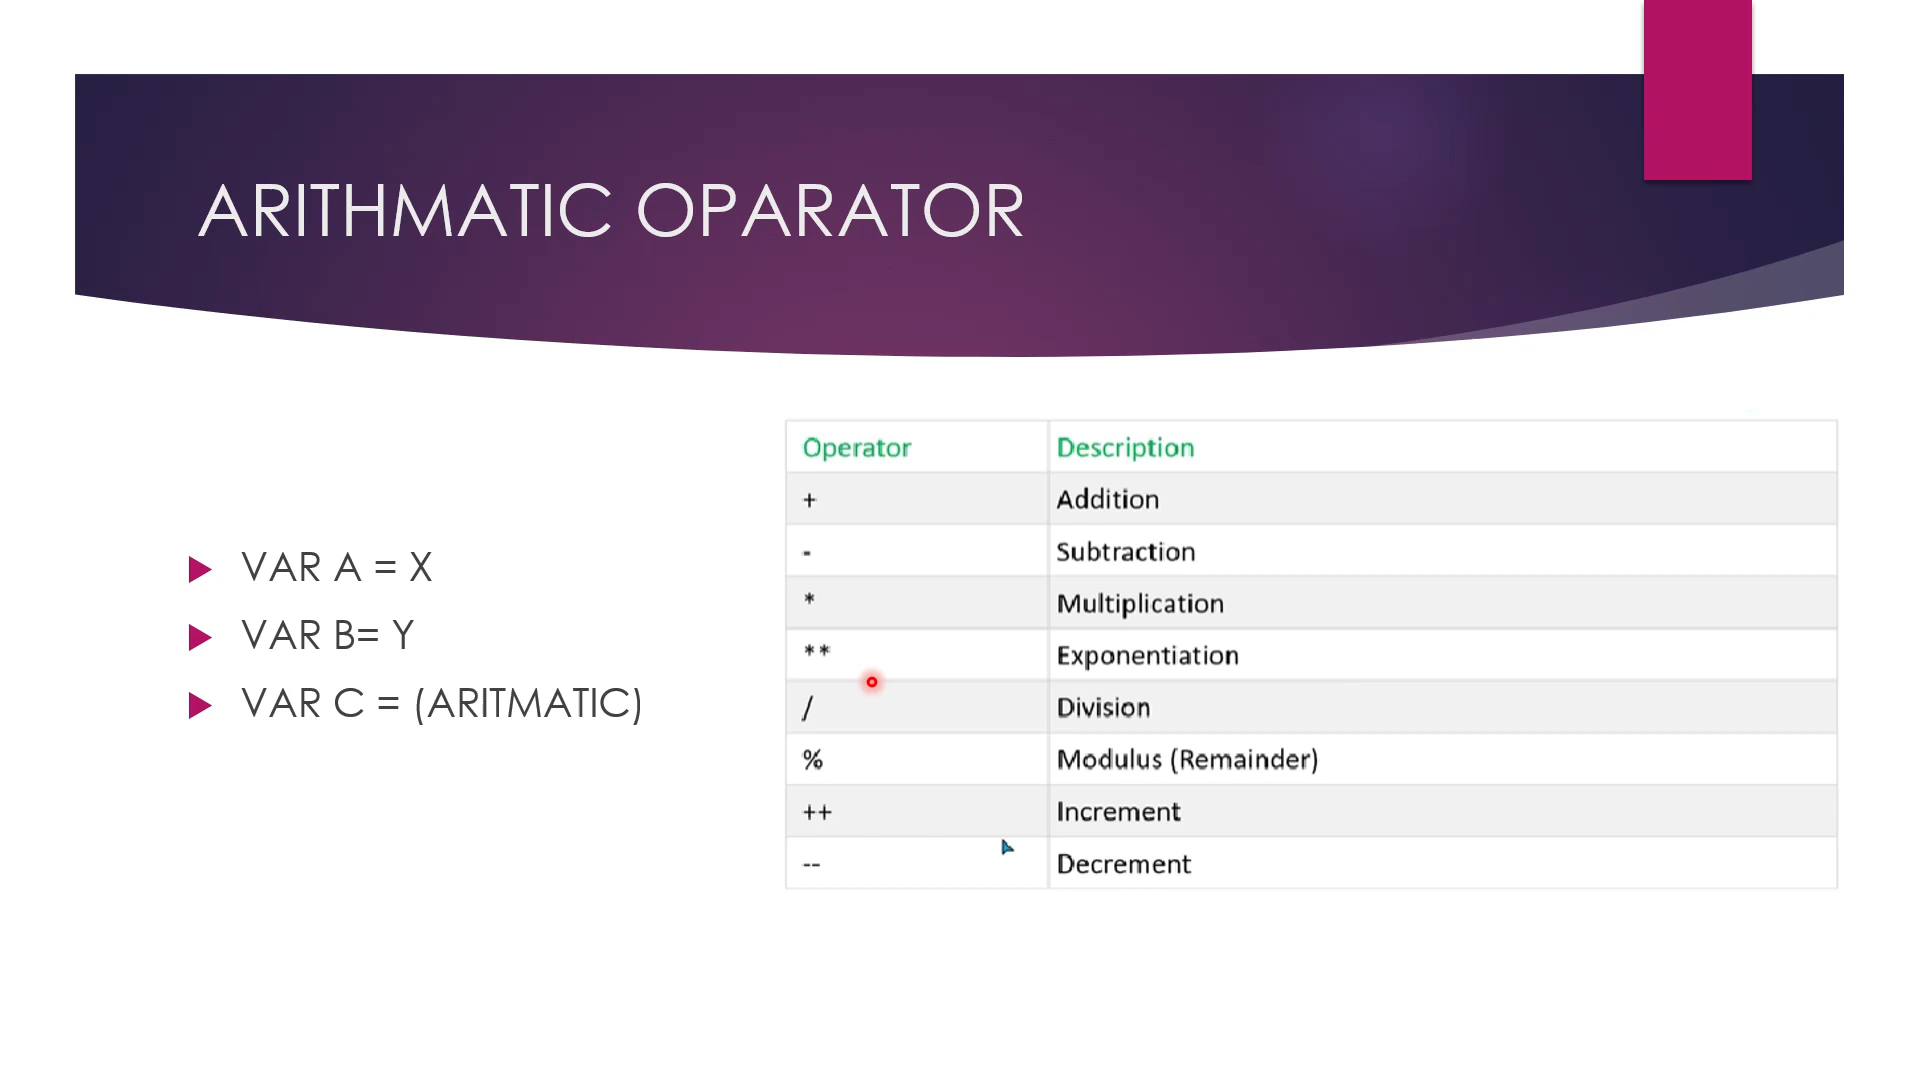 ARITHMATIC OPARATOR
VAR A = X
VAR B= Y
VAR C = (ARITMATIC)
Operator Description
+ Addition
- Subtraction
* Multiplication
** Exponentiation
/ Division
% Modulus (Remainder)
++ Increment
-- Decrement